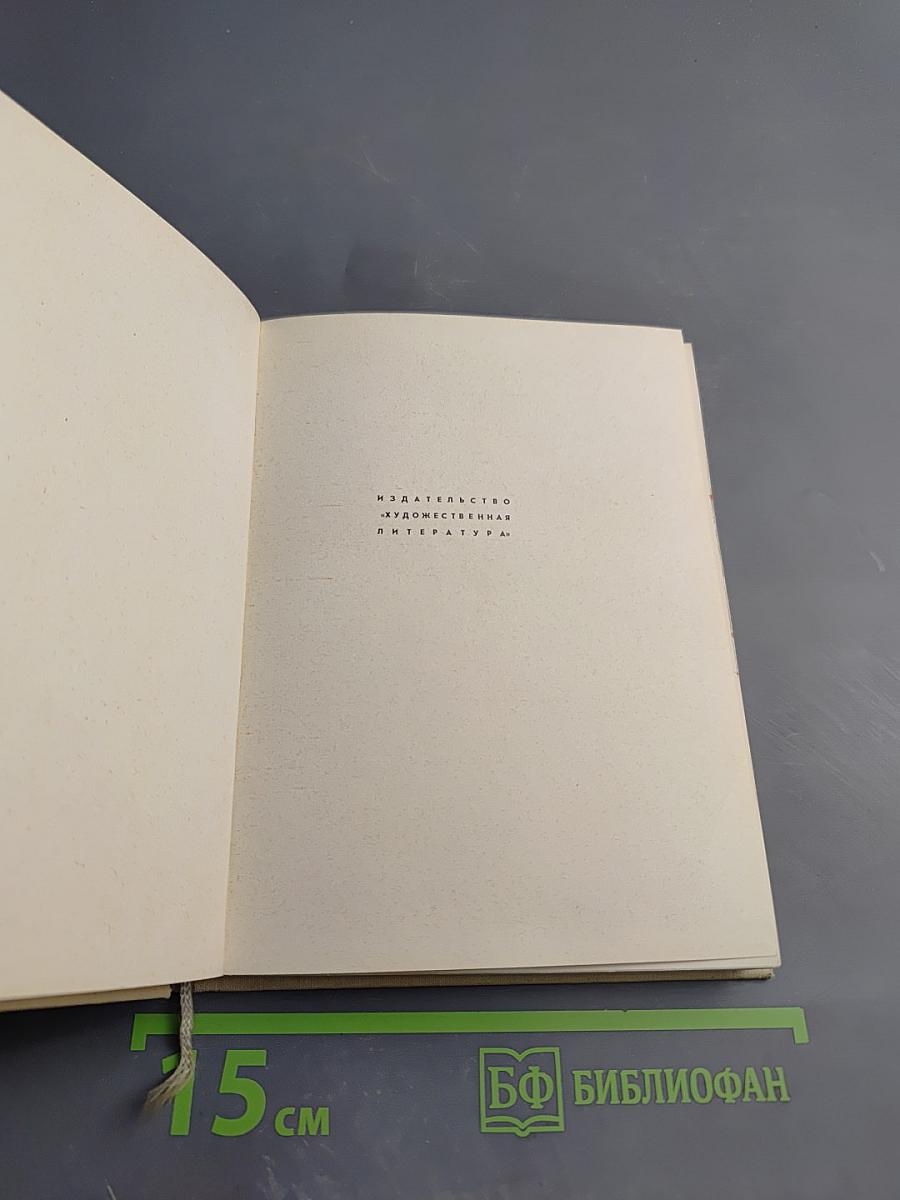 ИЗДАТЕЛЬСТВО
«ХУДОЖЕСТВЕННАЯ
ЛИТЕРАТУРА»
15 СМ
БФ БИБЛИОФАН